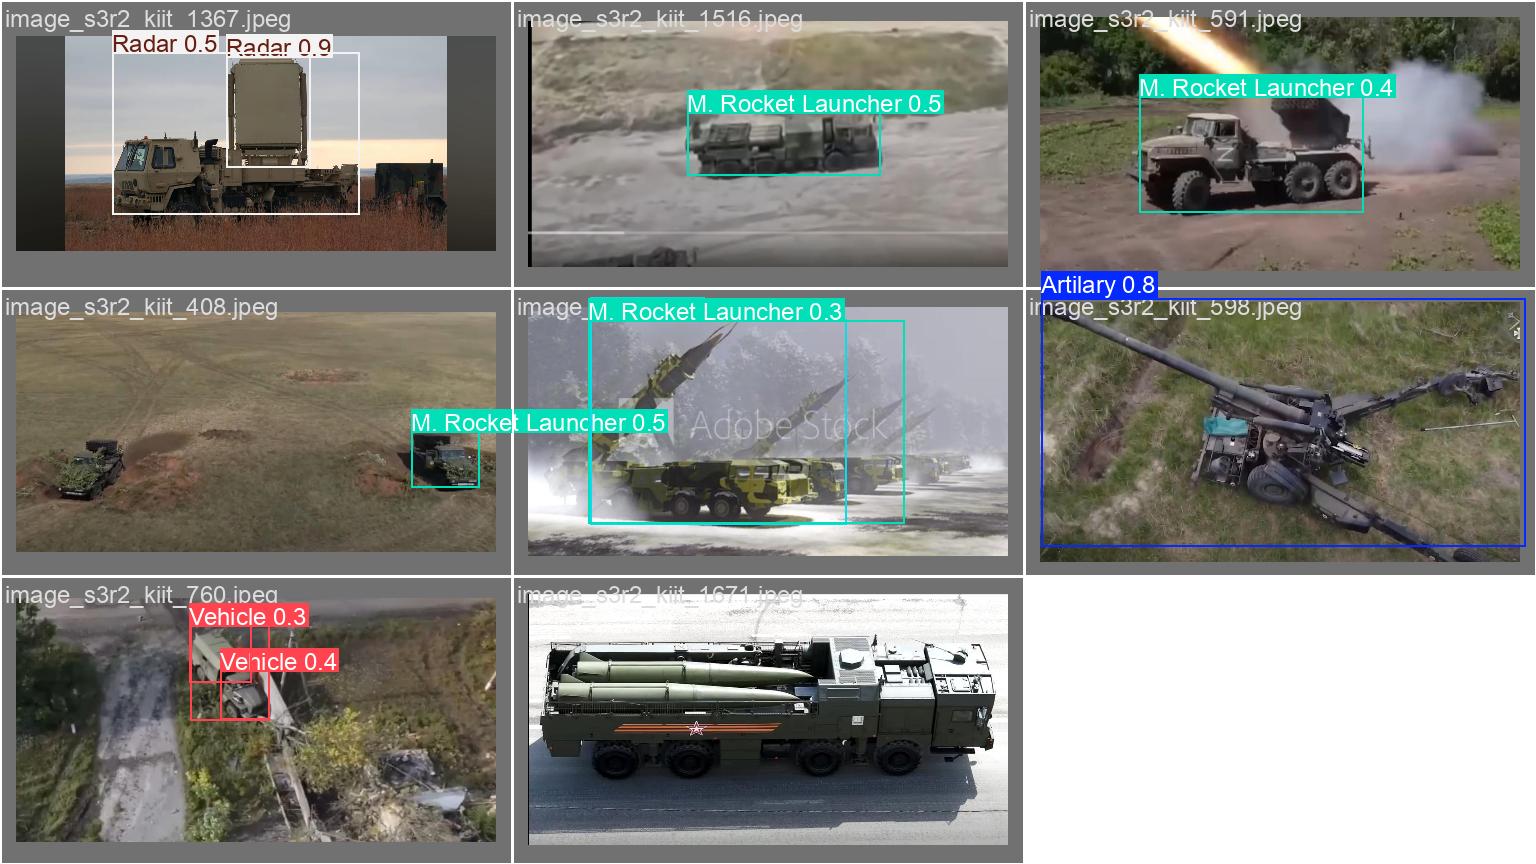 image_s3r2_kiit_1367.jpeg
Radar 0.5
Radar 0.9
image_s3r2_kiit_1516.jpeg
M. Rocket Launcher 0.5
image_s3r2_kiit_591.jpeg
M. Rocket Launcher 0.4
Z
image_s3r2_kiit_408.jpeg
M. Rocket Launcher 0.5
image_
M. Rocket Launcher 0.3
Adobe Stock
Artilary 0.8
image_s3r2_kiit_598.jpeg
image_s3r2_kiit_760.jpeg
Vehicle 0.3
Vehicle 0.4
image_s3r2_kiit_1671.jpeg